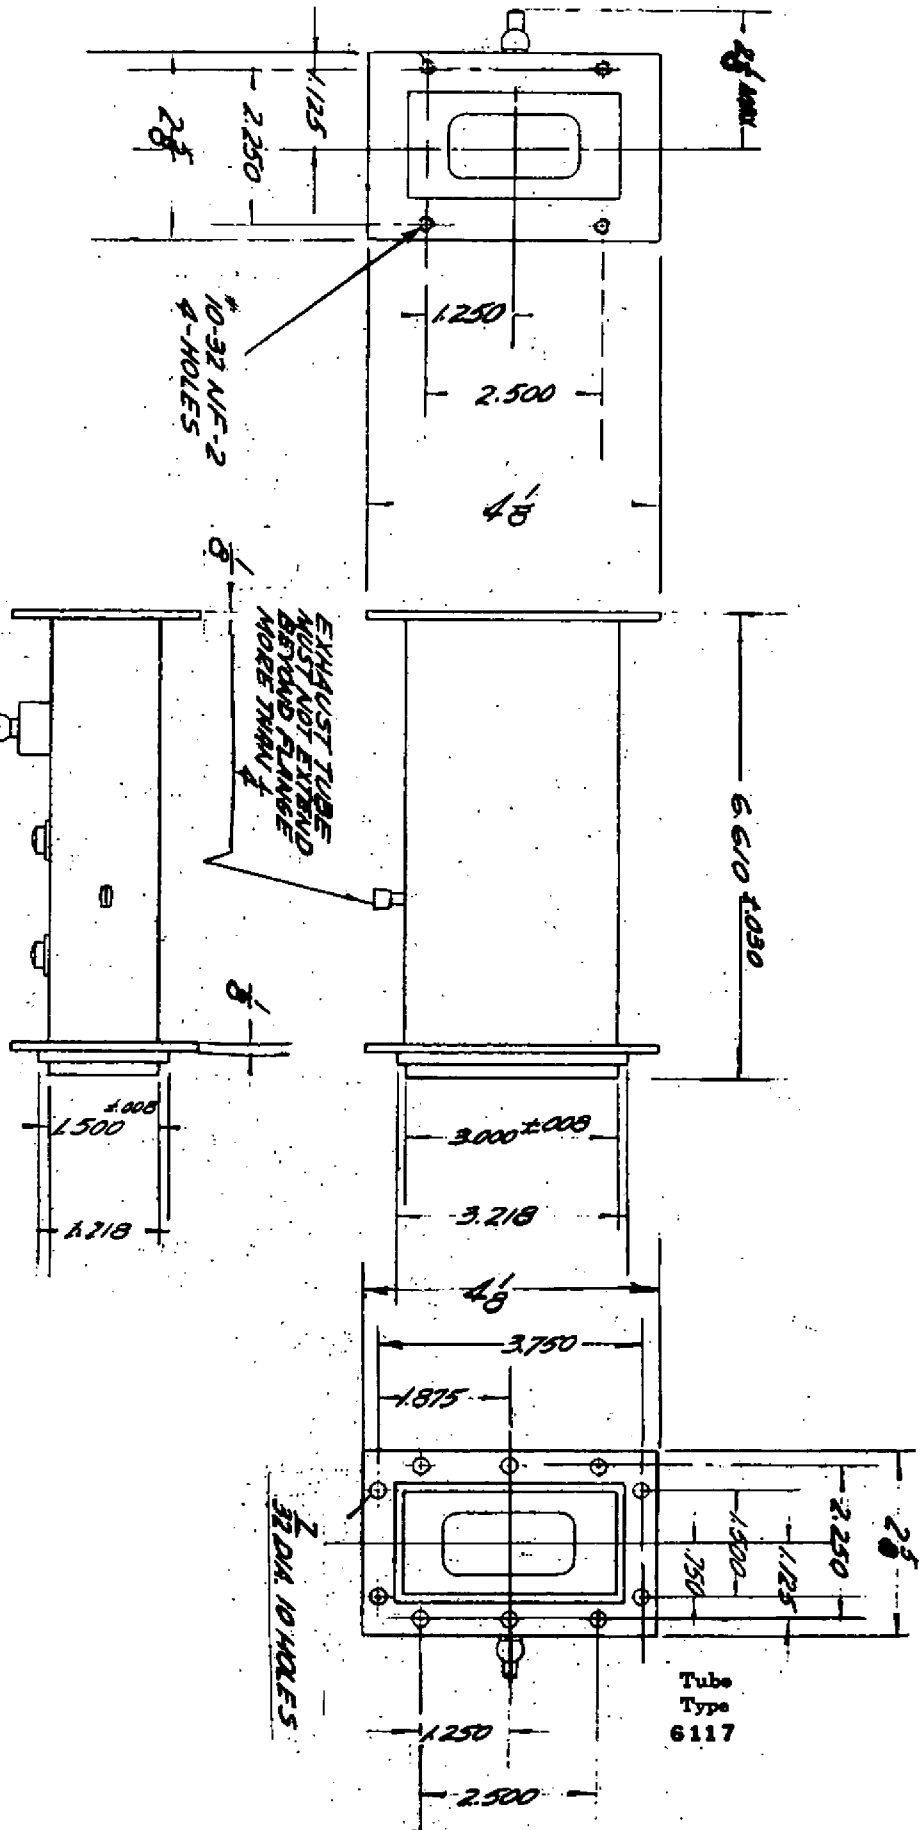 2 1/8 MAX
1.125
2.250
2 5/8
#10-32 NF-2
4-HOLES
1.250
2.500
4 1/8
1/8
EXHAUST TUBE
MUST NOT EXTEND
BEYOND FLANGE
MORE THAN 1/4
6.610 ±.030
1/8
1.500 ±.008
3.000 ±.008
3.218
4 1/8
3.750
1.875
2 5/8
2.250
1.125
1.500
.750
7/32 DIA. 10 HOLES
Tube
Type
6117
1.250
2.500